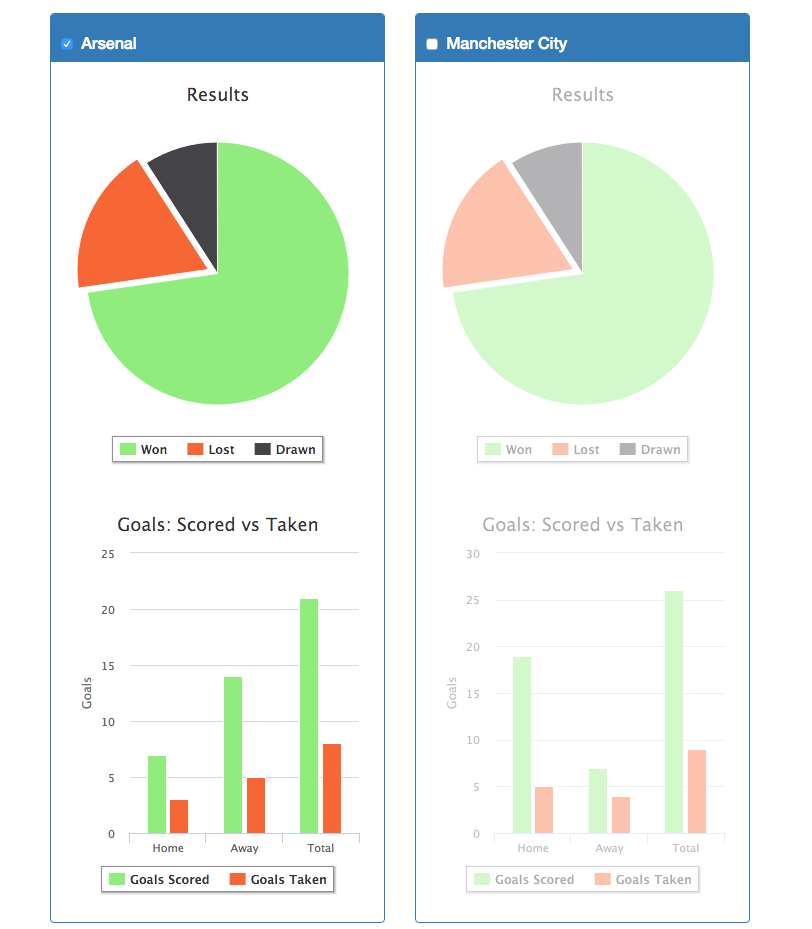 Arsenal
Results
Won Lost Drawn
Goals: Scored vs Taken
25
20
15
10
5
0
Goals
Home Away Total
Goals Scored Goals Taken
Manchester City
Results
Won Lost Drawn
Goals: Scored vs Taken
30
25
20
15
10
5
0
Goals
Home Away Total
Goals Scored Goals Taken